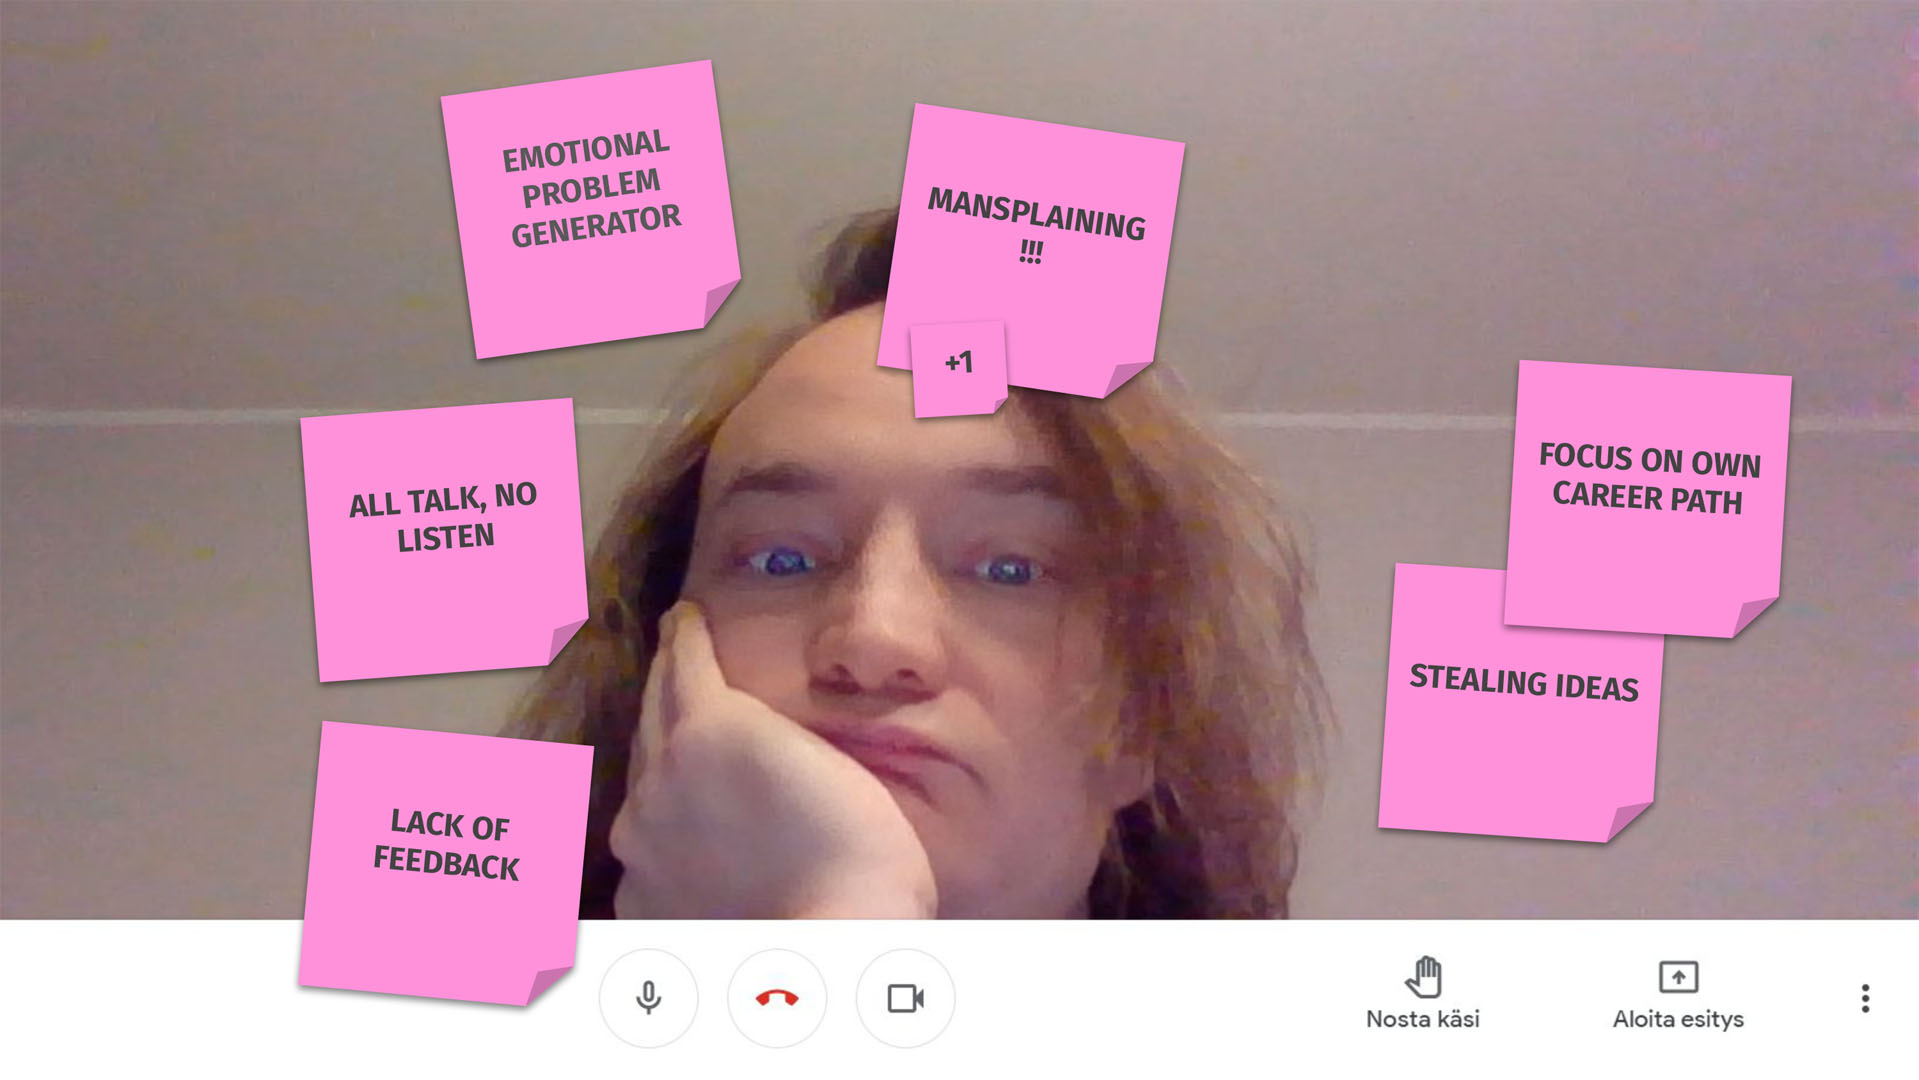 EMOTIONAL
PROBLEM
GENERATOR
MANSPLAINING
!!!
+1
ALL TALK, NO
LISTEN
FOCUS ON OWN
CAREER PATH
STEALING IDEAS
LACK OF
FEEDBACK
Nosta käsi
Aloita esitys